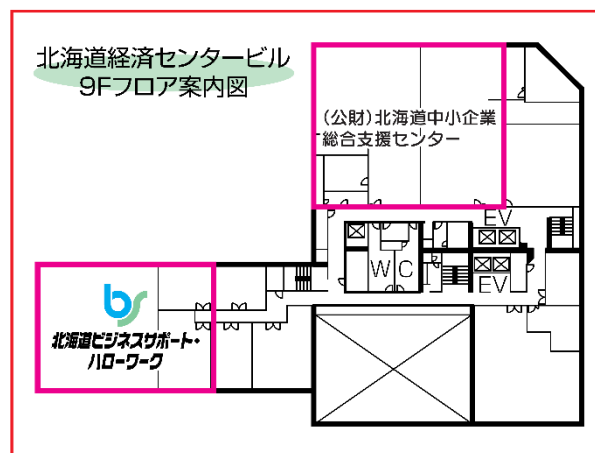 北海道経済センタービル
9Fフロア案内図
(公財)北海道中小企業
総合支援センター
EV
WC
EV
bs
北海道ビジネスサポート・
ハローワーク